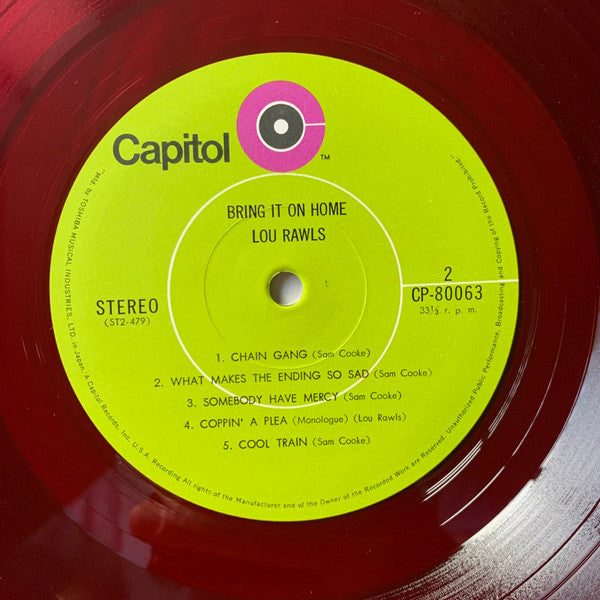 Capitol
™
BRING IT ON HOME
LOU RAWLS
STEREO
(ST2-479)
2
CP-80063
33⅓ r. p. m.
1. CHAIN GANG (Sam Cooke)
2. WHAT MAKES THE ENDING SO SAD (Sam Cooke)
3. SOMEBODY HAVE MERCY (Sam Cooke)
4. COPPIN' A PLEA (Monologue) (Lou Rawls)
5. COOL TRAIN (Sam Cooke)
"Mfd. by TOSHIBA MUSICAL INDUSTRIES, LTD. in Japan, A Capitol Records, Inc. U.S.A. Recording All rights of the Manufacturer and of the Owner of the Recorded Work are Reserved. Unauthorized Public Performance, Broadcasting and Copying of the Record Prohibited."